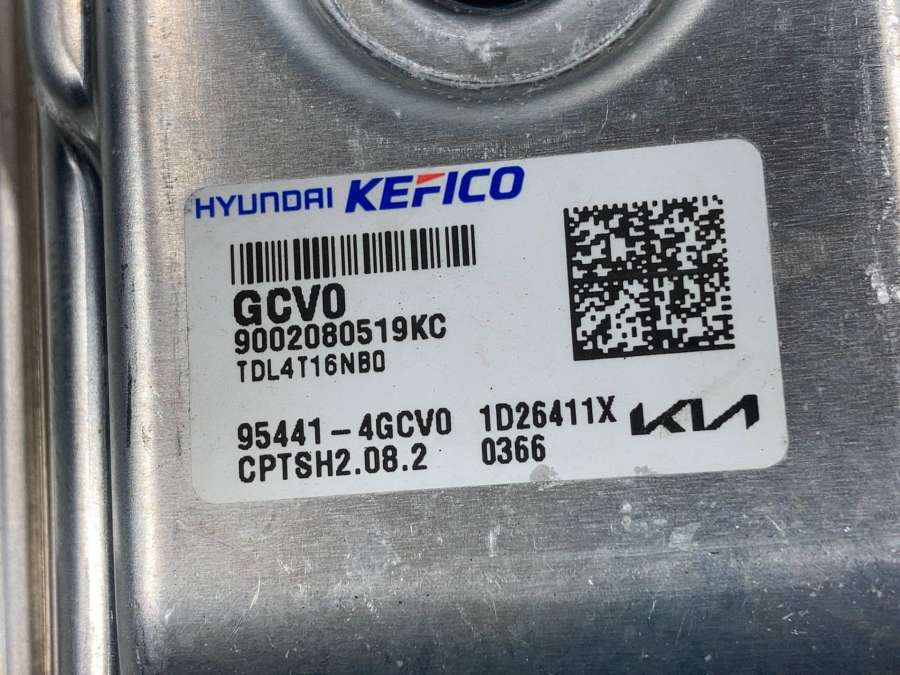 HYUNDAI KEFICO
GCV0
9002080519KC
TDL4T16NB0
95441-4GCV0 1D26411X KIA
CPTSH2.08.2 0366